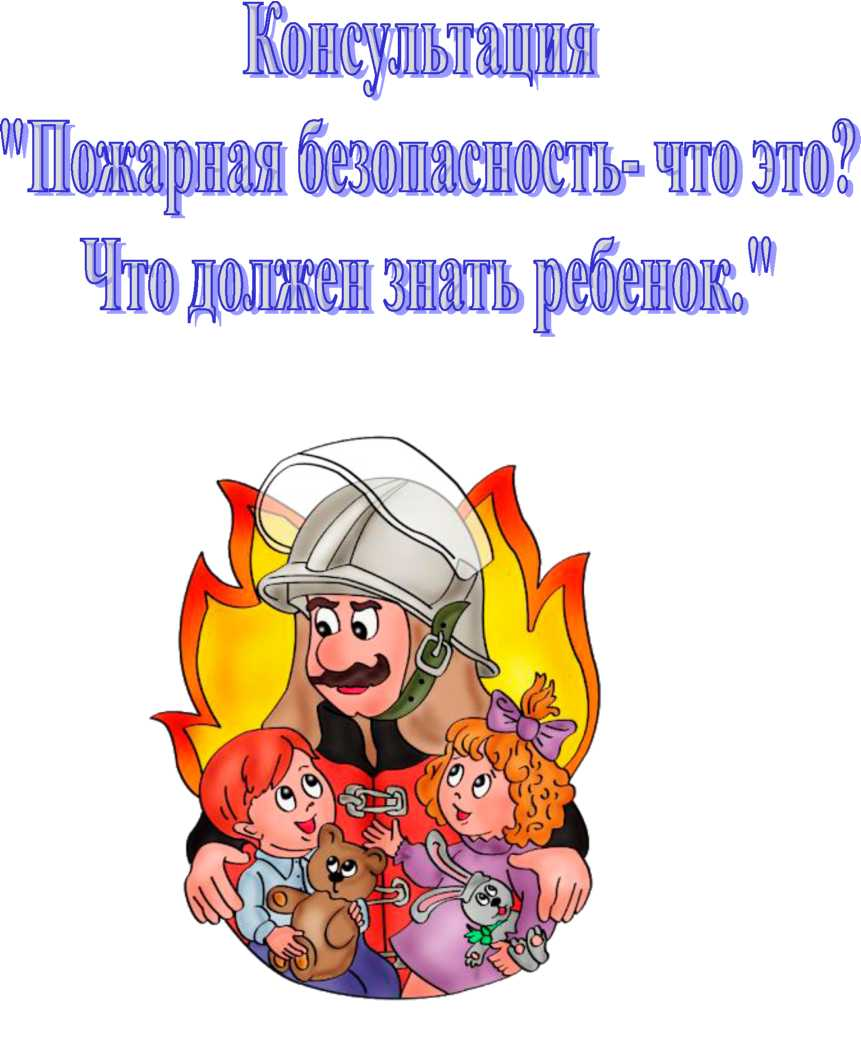 Консультация
"Пожарная безопасность- что это?
Что должен знать ребенок."